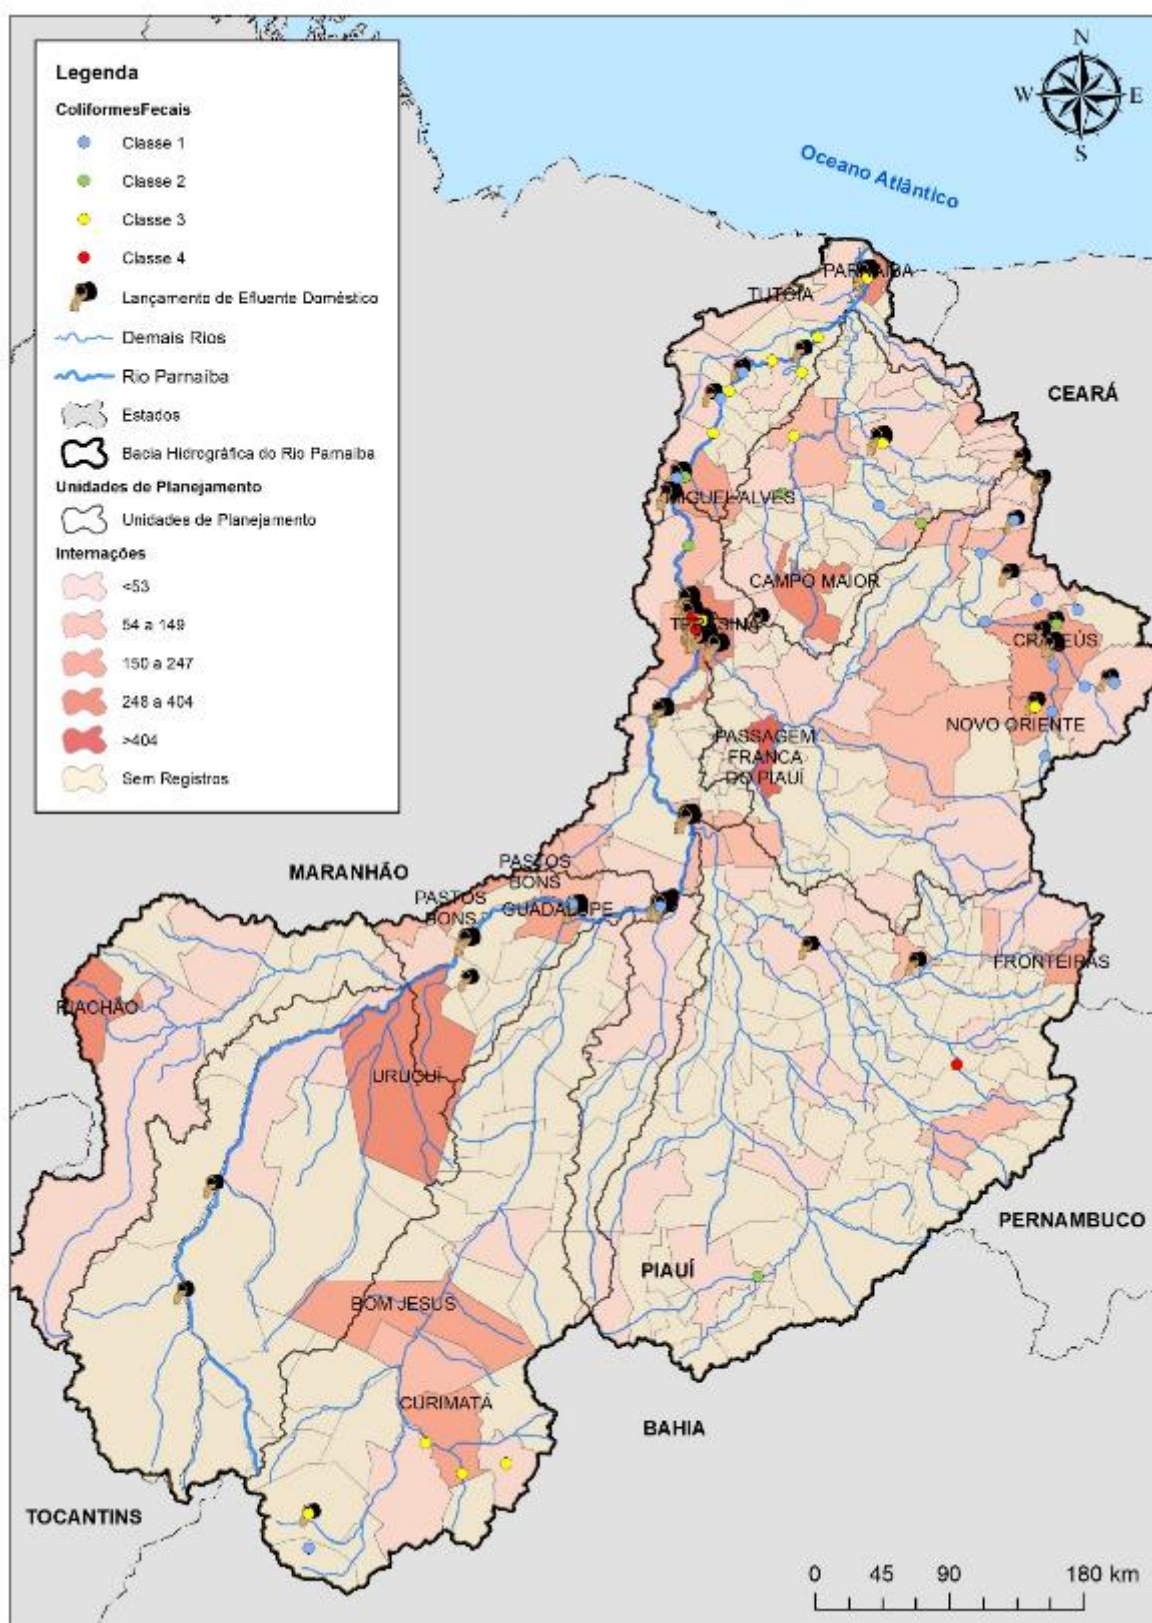 Legenda
ColiformesFecais
Classe 1
Classe 2
Classe 3
Classe 4
Lançamento de Efluente Doméstico
Demais Rios
Rio Parnaíba
Estados
Bacia Hidrográfica do Rio Parnaíba
Unidades de Planejamento
Unidades de Planejamento
Internações
<53
54 a 149
150 a 247
248 a 404
>404
Sem Registros
N
W
E
S
Oceano Atlântico
PARNAÍBA
TUTÓIA
CEARÁ
MIGUEL ALVES
CAMPO MAIOR
TERESINA
CRATEÚS
NOVO ORIENTE
PASSAGEM
FRANCA
DO PIAUÍ
MARANHÃO
PASTOS
BONS
PASTOS
BONS
GUADALUPE
FRONTEIRAS
RIACHÃO
URUÇUÍ
PERNAMBUCO
PIAUÍ
BOM JESUS
CURIMATÁ
BAHIA
TOCANTINS
0 45 90 180 km